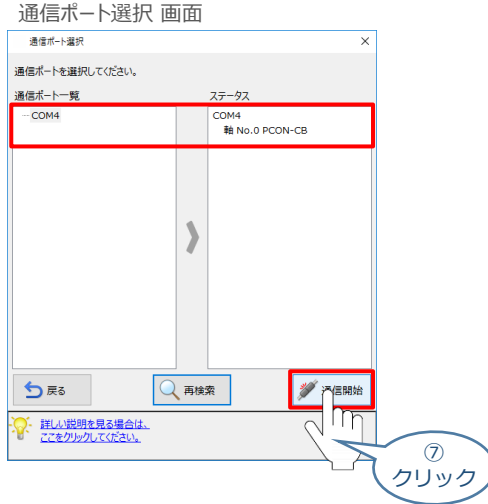 通信ポート選択 画面
通信ポート選択
通信ポートを選択してください。
通信ポート一覧 ステータス
COM4 COM4
軸 No.0 PCON-CB
戻る 再検索 通信開始
詳しい説明を見る場合は、
ここをクリックしてください。
⑦
クリック